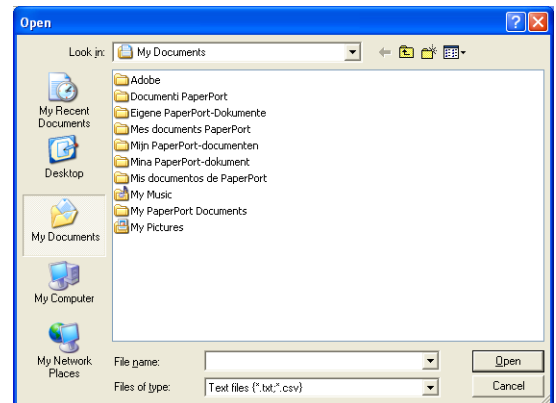 Open
Look in: My Documents
My Recent
Documents
Desktop
My Documents
My Computer
My Network
Places
Adobe
Documenti PaperPort
Eigene PaperPort-Dokumente
Mes documents PaperPort
Mijn PaperPort-documenten
Mina PaperPort-dokument
Mis documentos de PaperPort
My Music
My PaperPort Documents
My Pictures
File name:
Open
Files of type: Text files {*.txt;*.csv}
Cancel